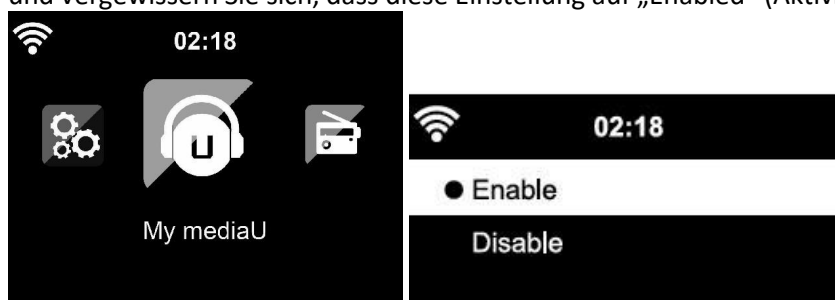 und vergewissern Sie sich, dass diese Einstellung auf „Enabled“ (Aktiv
02:18
U
My mediaU
02:18
Enable
Disable